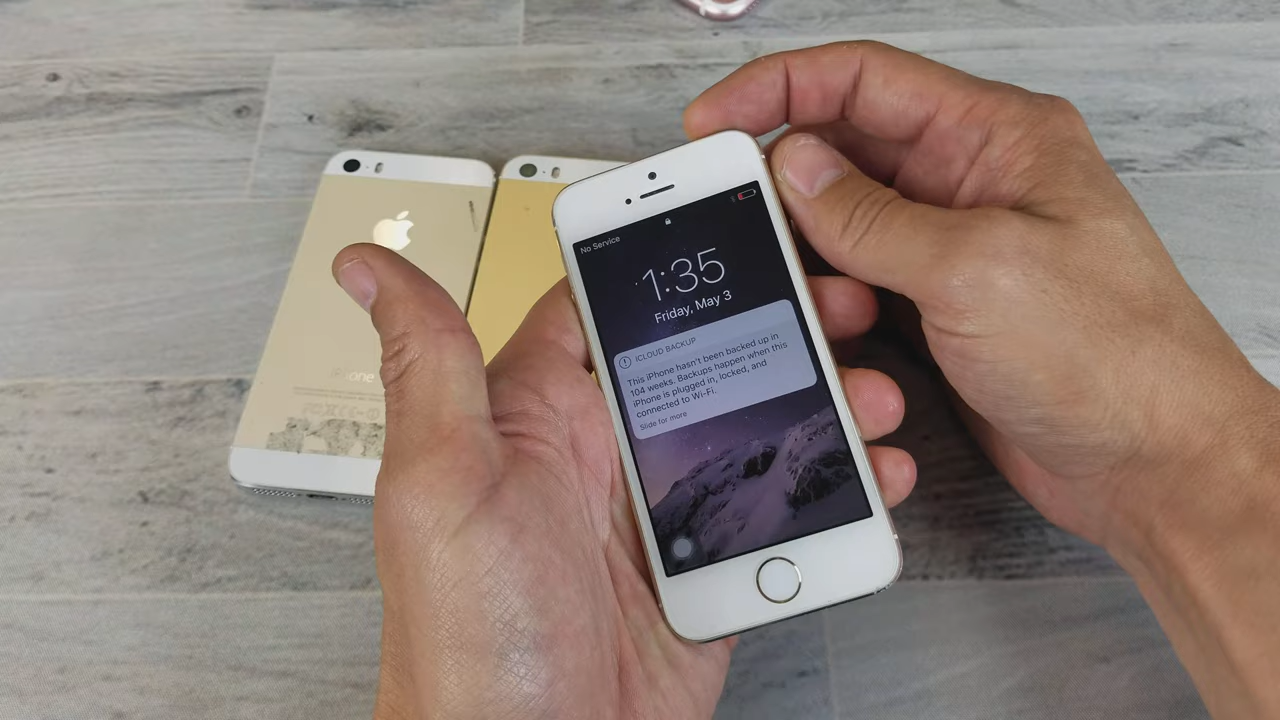 No Service
1:35
Friday, May 3
ICLOUD BACKUP
This iPhone hasn't been backed up in
104 weeks. Backups happen when this
iPhone is plugged in, locked, and
connected to Wi-Fi.
Slide for more
iPhone